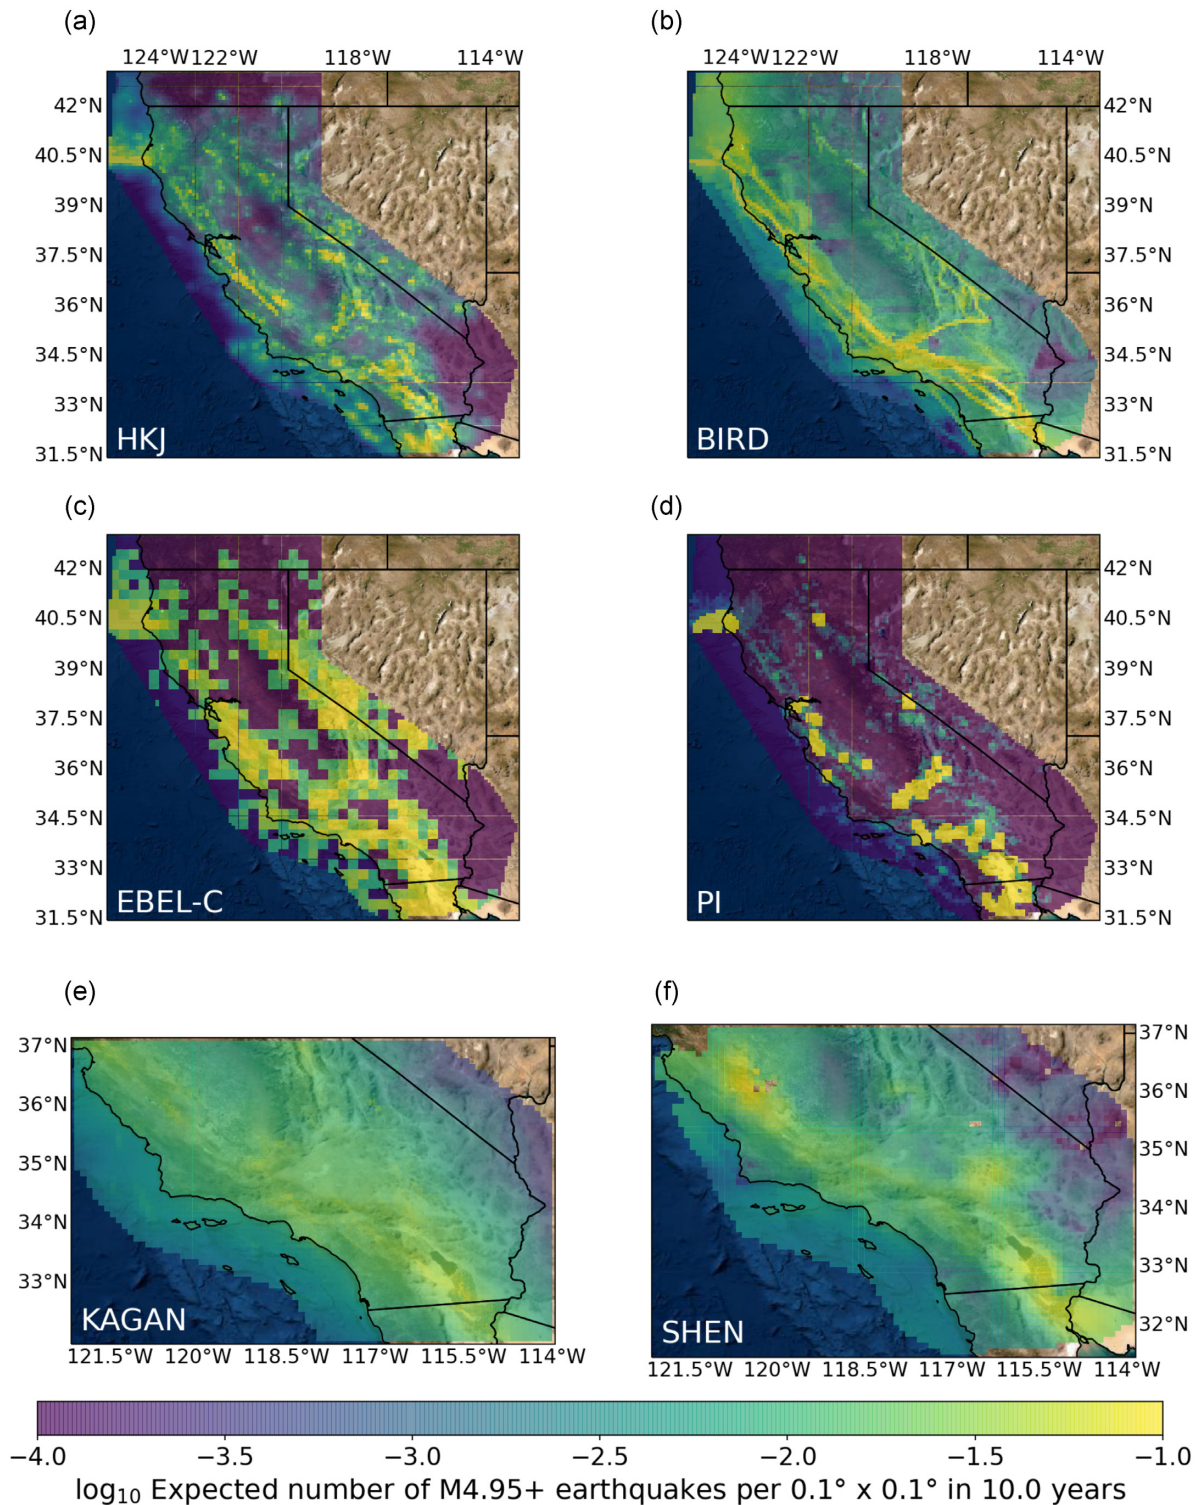 (a)
(b)
124°W 122°W 118°W 114°W
124°W 122°W 118°W 114°W
42°N
40.5°N
39°N
37.5°N
36°N
34.5°N
33°N
31.5°N
HKJ
42°N
40.5°N
39°N
37.5°N
36°N
34.5°N
33°N
31.5°N
BIRD
(c)
(d)
42°N
40.5°N
39°N
37.5°N
36°N
34.5°N
33°N
31.5°N
EBEL-C
42°N
40.5°N
39°N
37.5°N
36°N
34.5°N
33°N
31.5°N
PI
(e)
(f)
37°N
36°N
35°N
34°N
33°N
KAGAN
121.5°W 120°W 118.5°W 117°W 115.5°W 114°W
37°N
36°N
35°N
34°N
33°N
32°N
SHEN
121.5°W 120°W 118.5°W 117°W 115.5°W 114°W
−4.0 −3.5 −3.0 −2.5 −2.0 −1.5 −1.0
log₁₀ Expected number of M4.95+ earthquakes per 0.1° x 0.1° in 10.0 years